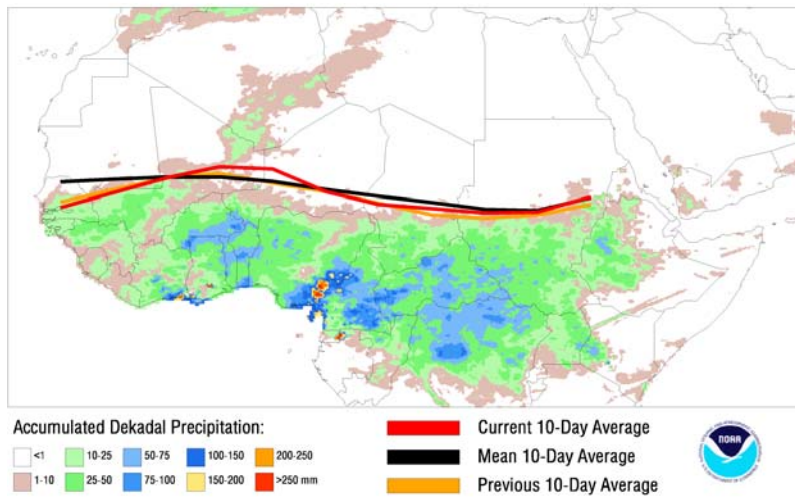 Accumulated Dekadal Precipitation:
<1
10-25
50-75
100-150
200-250
1-10
25-50
75-100
150-200
>250 mm
Current 10-Day Average
Mean 10-Day Average
Previous 10-Day Average
NOAA